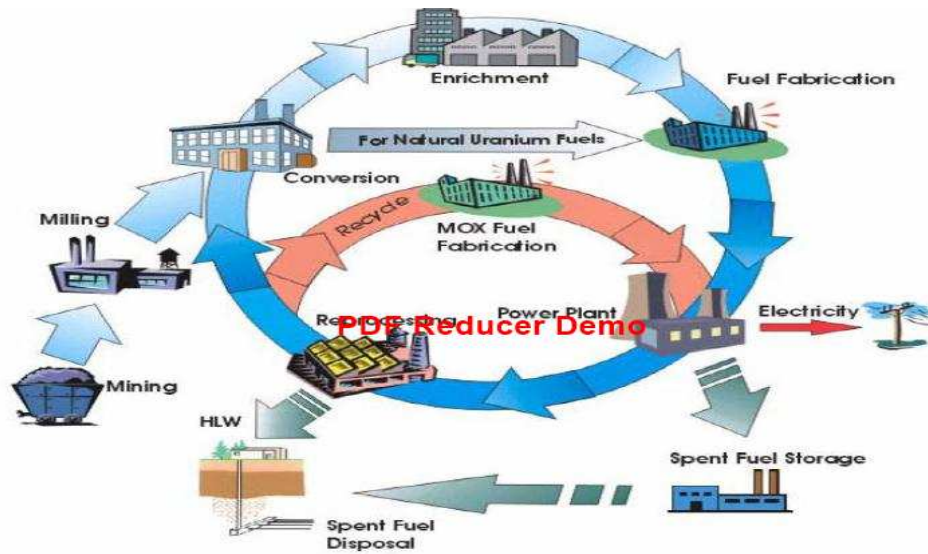 Enrichment
Fuel Fabrication
For Natural Uranium Fuels
Conversion
Milling
Recycle
MOX Fuel
Fabrication
Power Plant
Electricity
PDF Reducer Demo
Mining
HLW
Spent Fuel Storage
Spent Fuel
Disposal